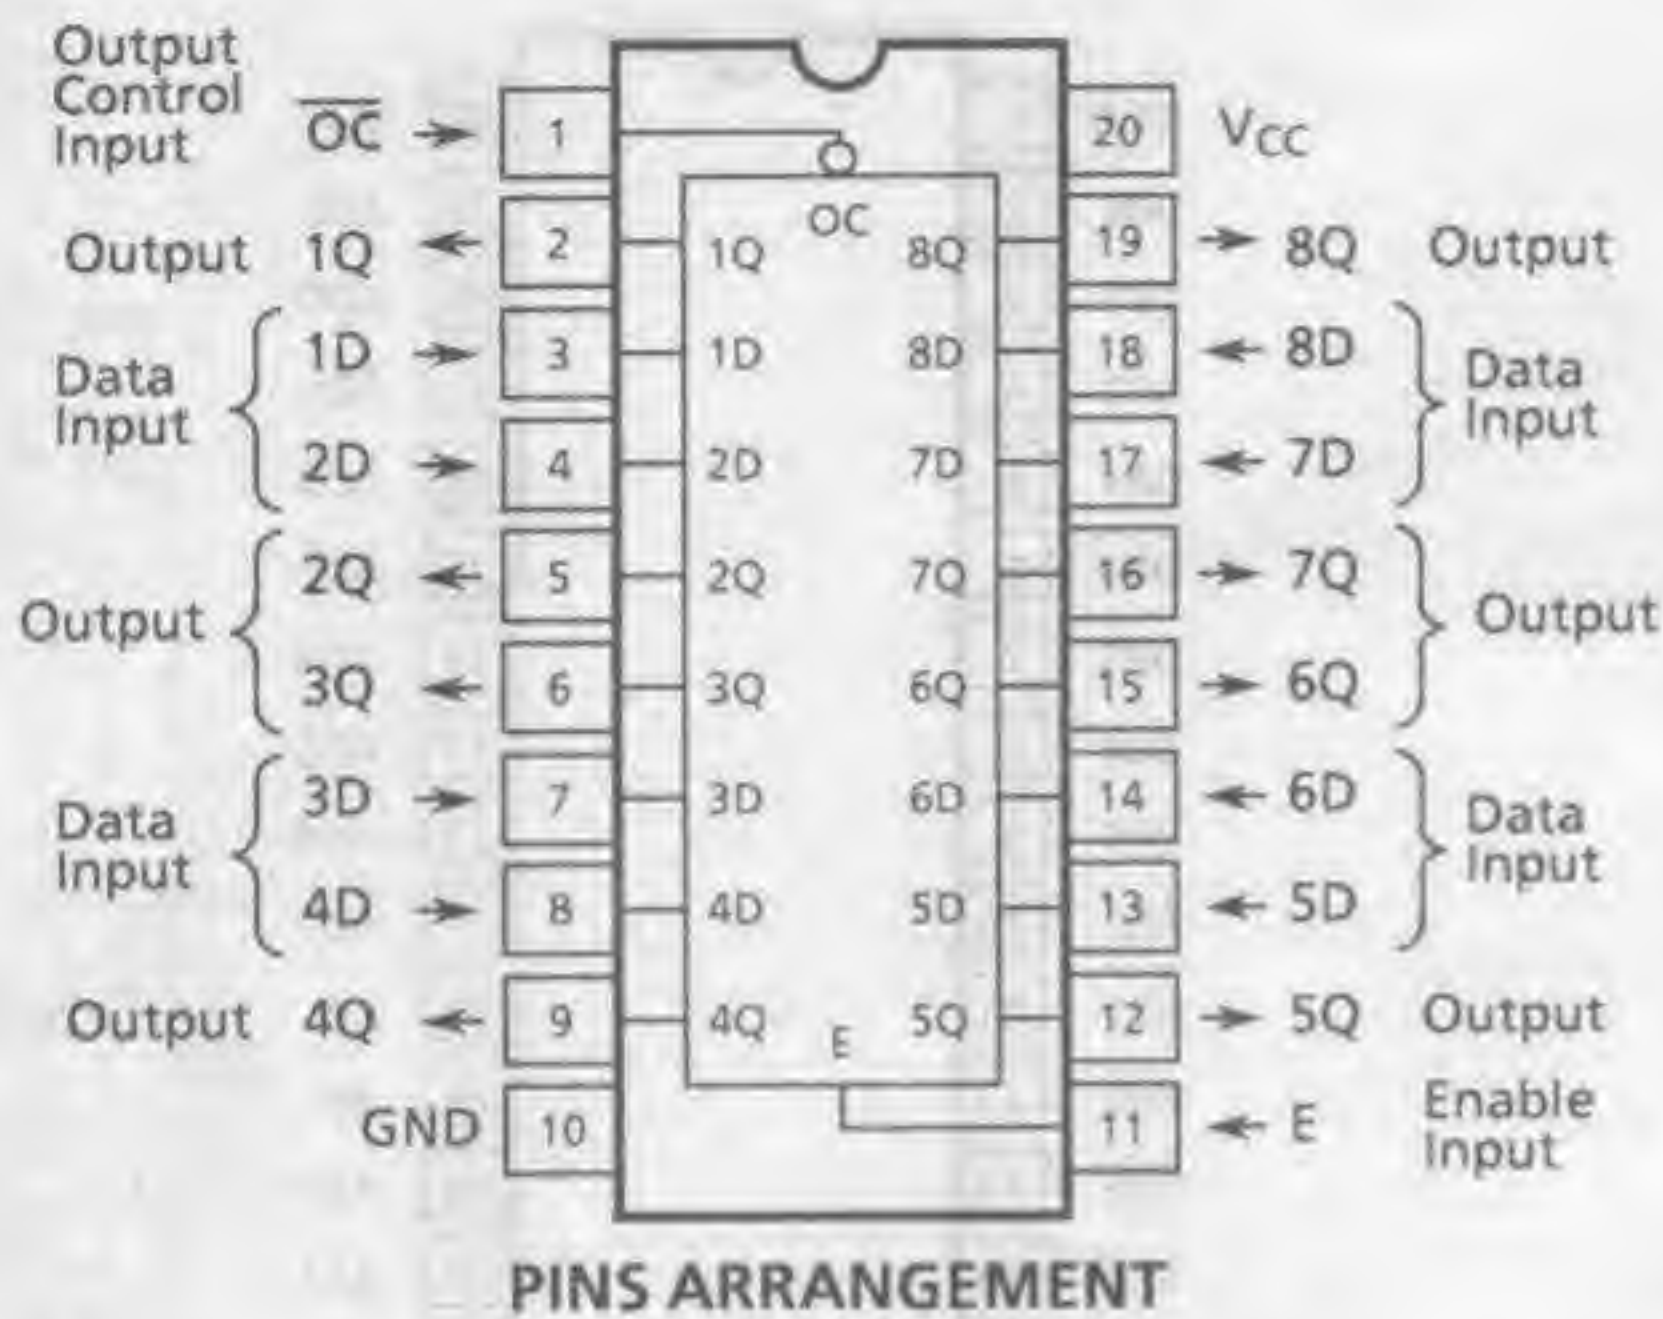 Output
Control
Input
OC
1
20
VCC
Output 1Q
2
1Q
OC
8Q
19
8Q Output
Data
Input
1D
3
1D
8D
18
8D
Data
Input
2D
4
2D
7D
17
7D
Output
2Q
5
2Q
7Q
16
7Q
Output
3Q
6
3Q
6Q
15
6Q
Data
Input
3D
7
3D
6D
14
6D
Data
Input
4D
8
4D
5D
13
5D
Output 4Q
9
4Q
E
5Q
12
5Q Output
GND
10
11
E
Enable
Input
PINS ARRANGEMENT